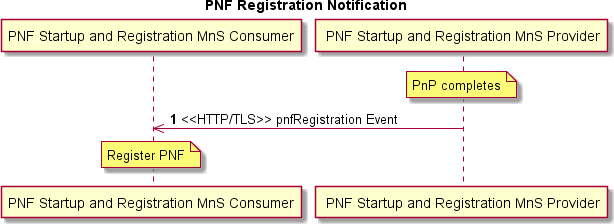 PNF Registration Notification
PNF Startup and Registration MnS Consumer
PNF Startup and Registration MnS Provider
PnP completes
1 <<HTTP/TLS>> pnfRegistration Event
Register PNF
PNF Startup and Registration MnS Consumer
PNF Startup and Registration MnS Provider